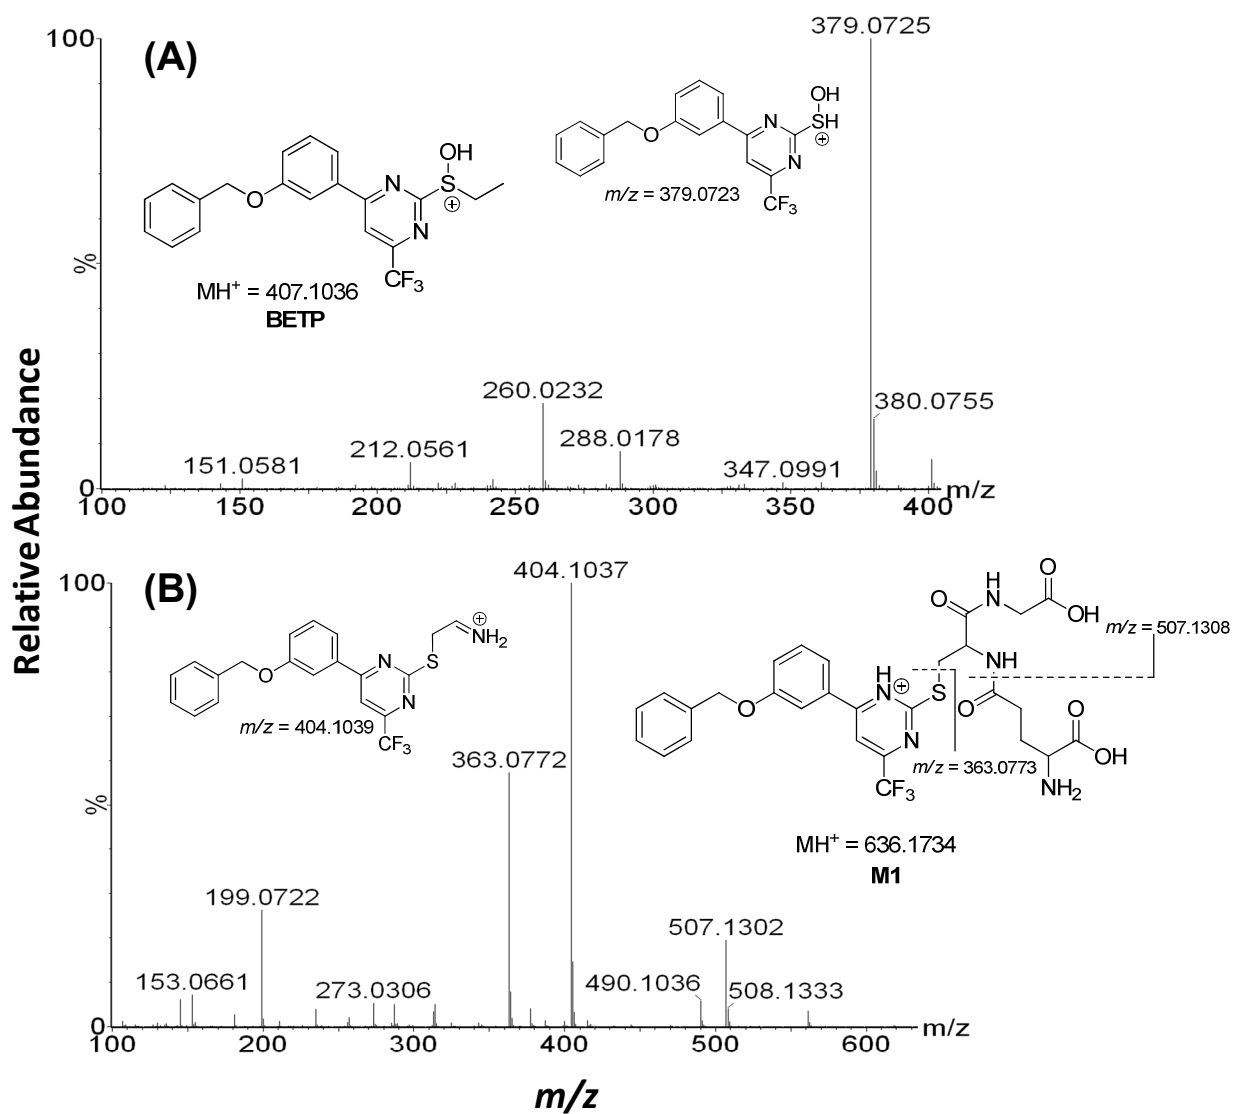 Relative Abundance
(A)
100
%
0
379.0725
380.0755
260.0232
288.0178
212.0561
151.0581
347.0991
100 150 200 250 300 350 400 m/z
OH
S
⊕
N
N
O
CF3
MH+ = 407.1036
BETP
OH
SH
⊕
N
N
O
m/z = 379.0723
CF3
(B)
100
%
0
404.1037
363.0772
199.0722
153.0661
273.0306
490.1036
507.1302
508.1333
100 200 300 400 500 600 m/z
⊕
NH2
S
N
N
O
m/z = 404.1039
CF3
O
H
N
O
OH
m/z = 507.1308
NH
H
N
⊕
S
O
O
O
N
OH
m/z = 363.0773
CF3
NH2
MH+ = 636.1734
M1
m/z